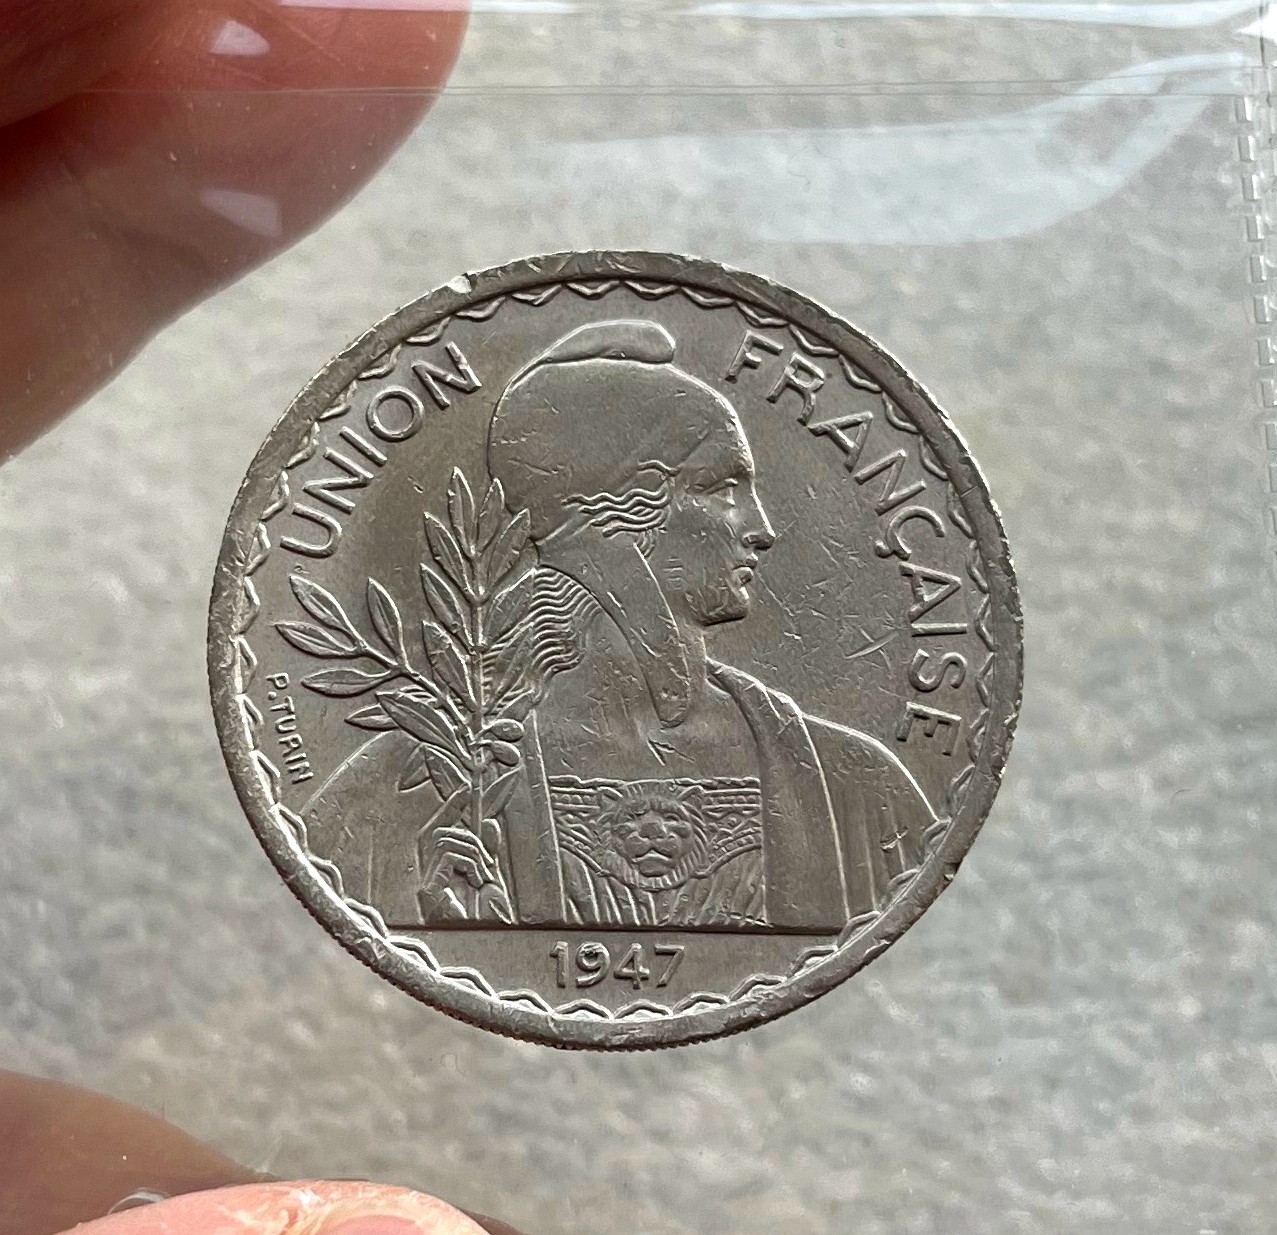 UNION FRANÇAISE
P.TURIN
1947